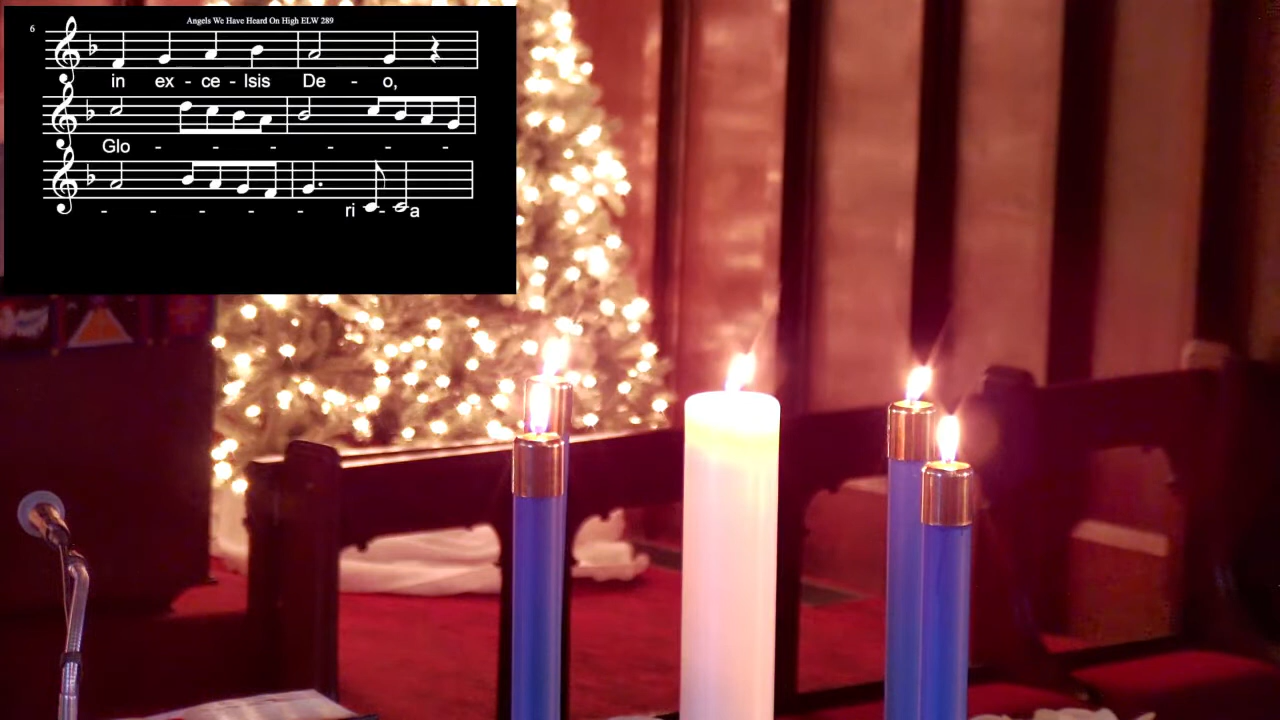 Angels We Have Heard On High ELW 289
6
in ex - ce - lsis De - o,
Glo - - - - - -
- - - - - ri - a